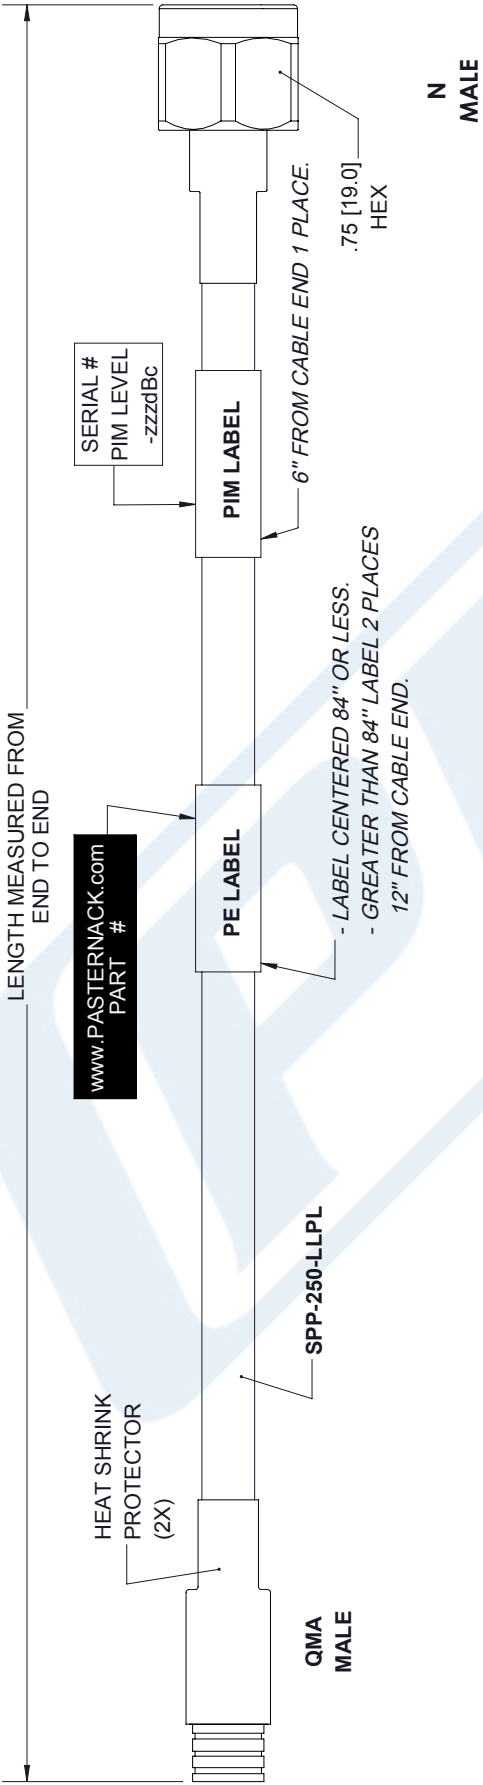 LENGTH MEASURED FROM
END TO END
HEAT SHRINK
PROTECTOR
(2X)
www.PASTERNACK.com
PART #
SERIAL #
PIM LEVEL
-zzzdBc
PE LABEL
PIM LABEL
6" FROM CABLE END 1 PLACE.
.75 [19.0]
HEX
- LABEL CENTERED 84" OR LESS.
- GREATER THAN 84" LABEL 2 PLACES
12" FROM CABLE END.
SPP-250-LLPL
QMA
MALE
N
MALE